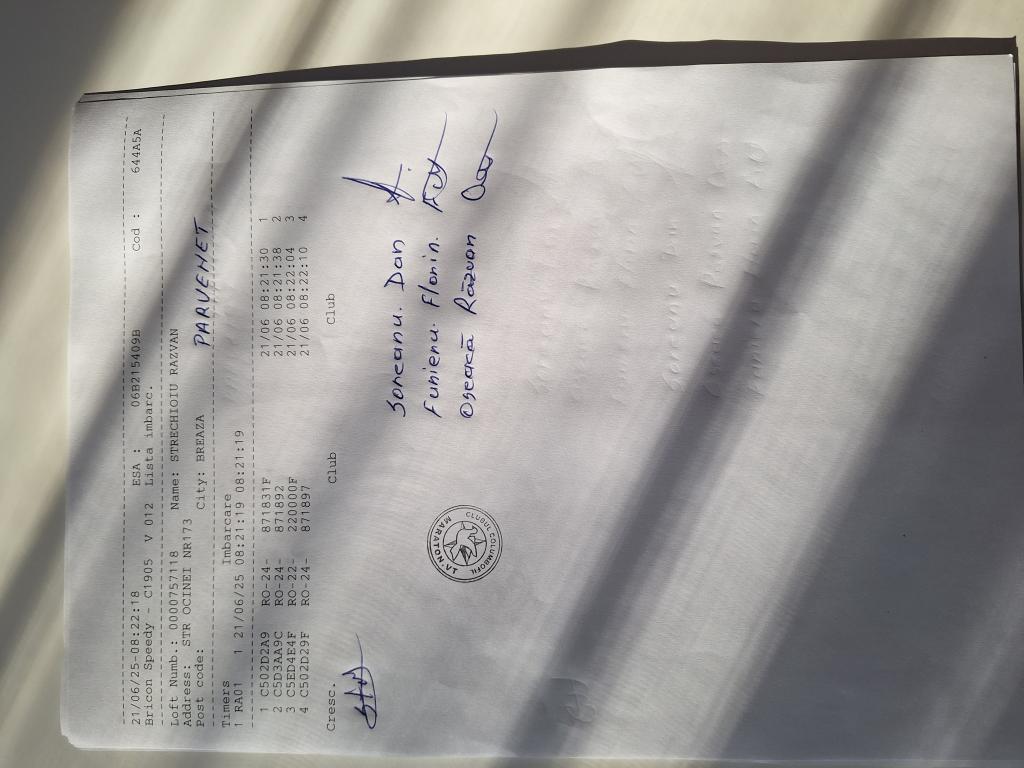 21/06/25-08:22:18 ESA : 06B215409B Cod : 644A5A
Bricon Speedy - C1905 V 012 Lista imbarc.
Loft Numb.: 0000757118 Name: STRECHIOIU RAZVAN
Address: STR OCINEI NR173
Post code: City: BREAZA PARVENET
Timers Imbarcare
1 RA01 1 21/06/25 08:21:19 08:21:19
1 C502D2A9 RO-24- 871831F 21/06 08:21:30 1
2 C5D3AA9C RO-24- 871892 21/06 08:21:38 2
3 C5ED4E4F RO-22- 220000F 21/06 08:22:04 3
4 C502D29F RO-24- 871897 21/06 08:22:10 4
Cresc. Club Club
Soreanu. Dan
Funienu. Florin.
Oseacă Răzvan
CLUBUL COLUMBOFIL
MARATON.